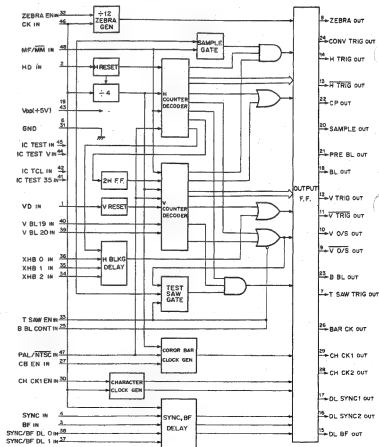 ZEBRA EN IN 32
CK IN 46
÷12 ZEBRA GEN
MF/MM IN 48
SAMPLE GATE
HD IN 2
H RESET
÷4
H COUNTER DECODER
19
VDD(+5V) 43
6
GND 31
IC TEST IN 45
IC TEST VIN 44
IC TCL IN 42
IC TEST 35 IN 41
2H F.F.
V COUNTER DECODER
VD IN 1
V RESET
V BL19 IN 40
V BL20 IN 39
XHB 0 IN 36
XHB 1 IN 35
XHB 2 IN 34
H BLKG DELAY
TEST SAW GATE
T SAW EN IN 33
B BL CONT IN 25
PAL/NTSC IN 47
CB EN IN 27
COROR BAR CLOCK GEN
CH CK1 EN IN 30
CHARACTER CLOCK GEN
SYNC IN 4
BF IN 3
SYNC/BF DL 0 IN 38
SYNC/BF DL 1 IN 37
SYNC, BF DELAY
OUTPUT F.F.
8 ZEBRA OUT
24 CONV TRIG OUT
14 H TRIG OUT
13 H TRIG OUT
22 CP OUT
20 SAMPLE OUT
21 PRE BL OUT
18 BL OUT
12 V TRIG OUT
11 V TRIG OUT
10 V O/S OUT
9 V O/S OUT
23 B BL OUT
7 T SAW TRIG OUT
26 BAR CK OUT
29 CH CK1 OUT
28 CH CK2 OUT
17 DL SYNC1 OUT
16 DL SYNC2 OUT
15 DL BF OUT